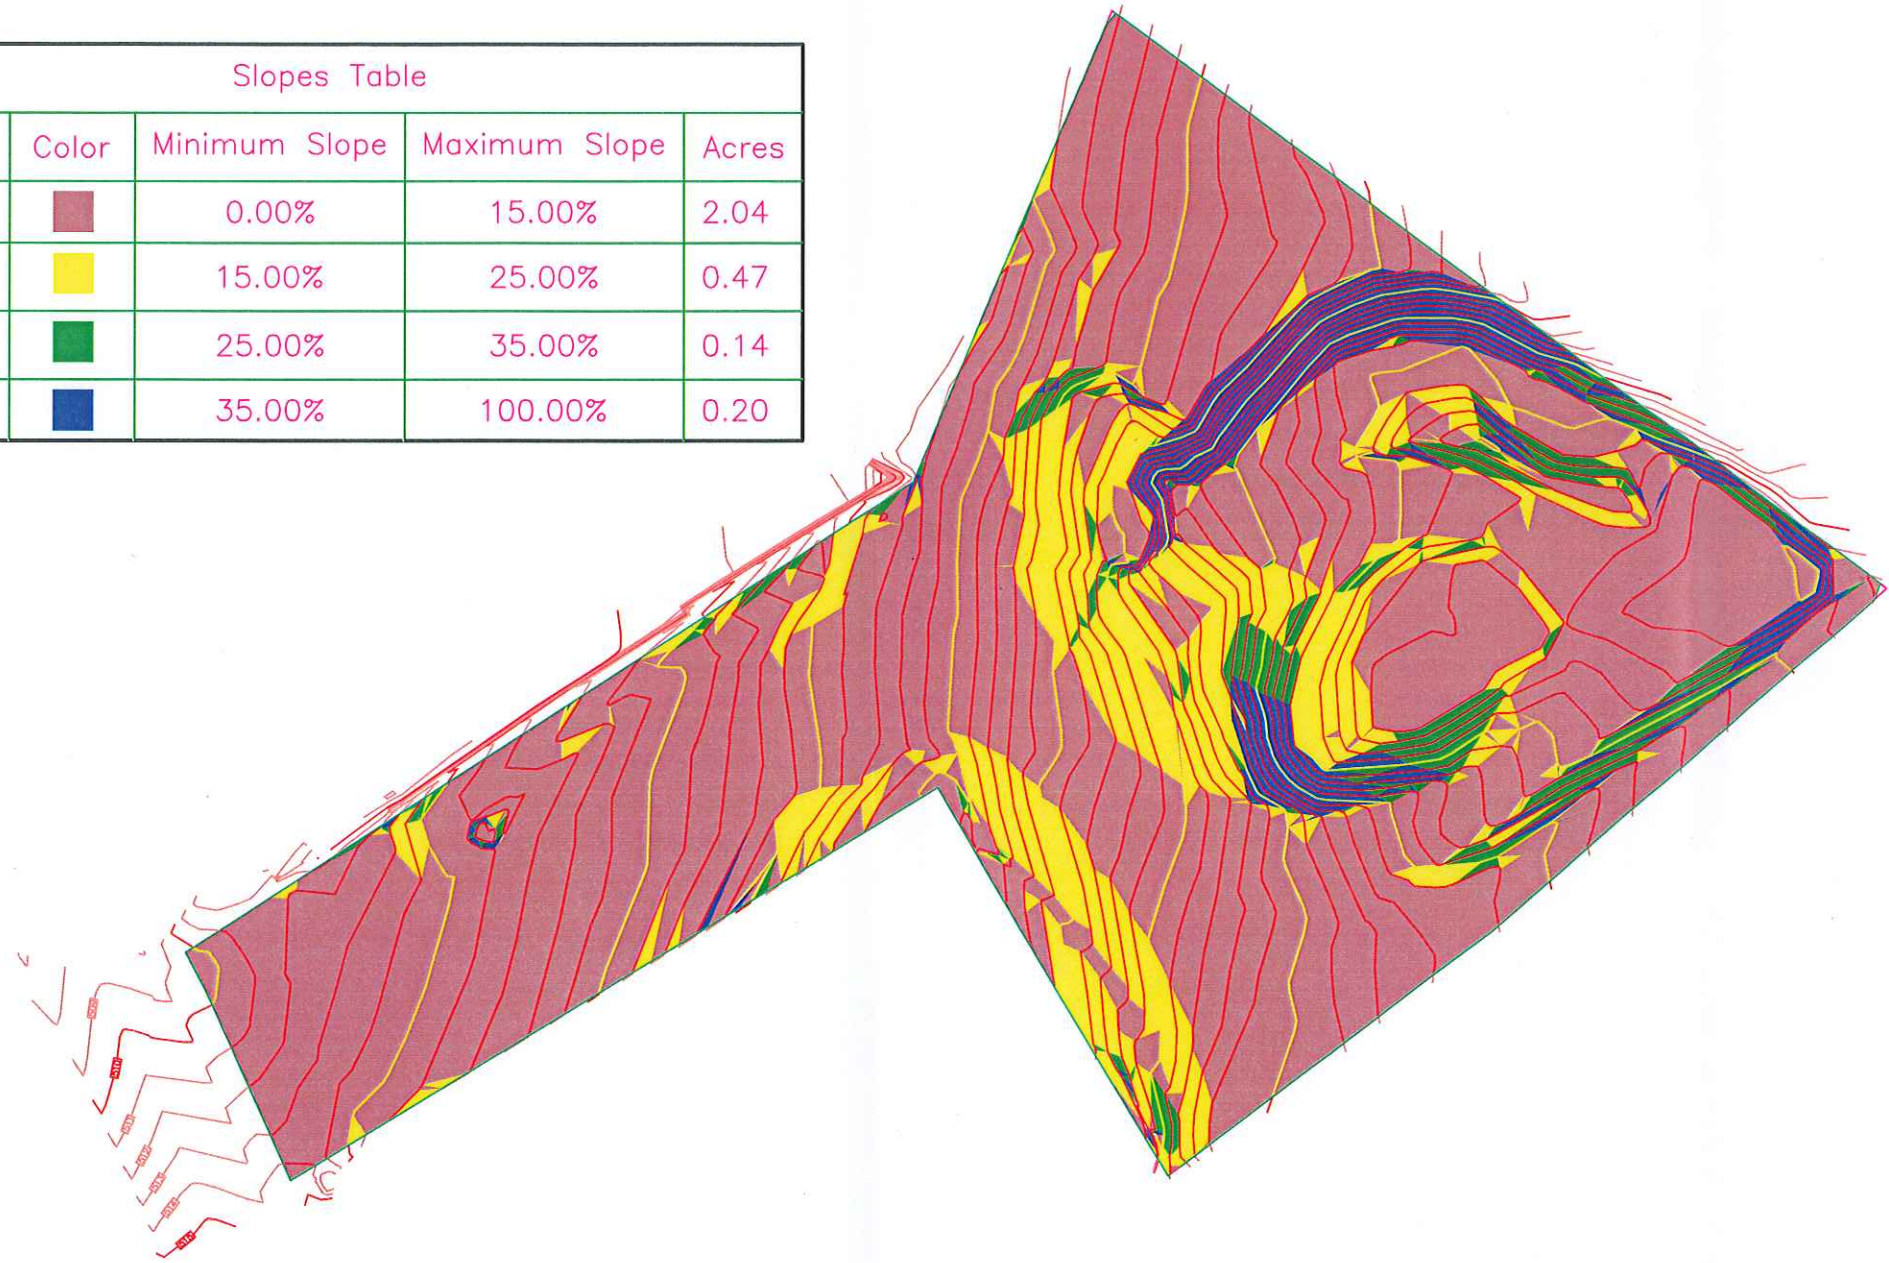 Slopes Table
Color Minimum Slope Maximum Slope Acres
0.00% 15.00% 2.04
15.00% 25.00% 0.47
25.00% 35.00% 0.14
35.00% 100.00% 0.20